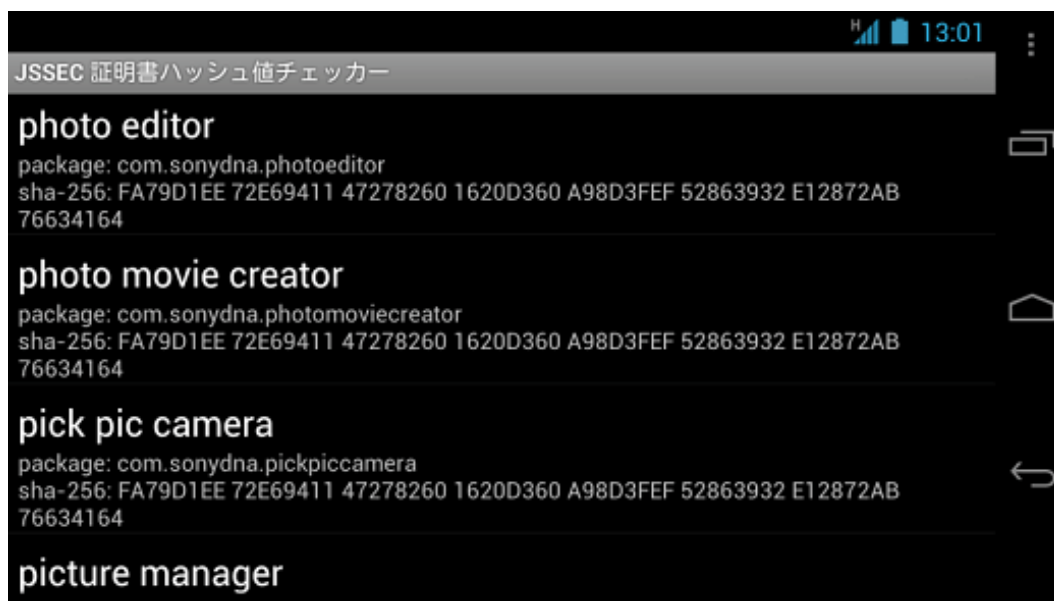 H 13:01
JSSEC 証明書ハッシュ値チェッカー
photo editor
package: com.sonydna.photoeditor
sha-256: FA79D1EE 72E69411 47278260 1620D360 A98D3FEF 52863932 E12872AB
76634164
photo movie creator
package: com.sonydna.photomoviecreator
sha-256: FA79D1EE 72E69411 47278260 1620D360 A98D3FEF 52863932 E12872AB
76634164
pick pic camera
package: com.sonydna.pickpiccamera
sha-256: FA79D1EE 72E69411 47278260 1620D360 A98D3FEF 52863932 E12872AB
76634164
picture manager